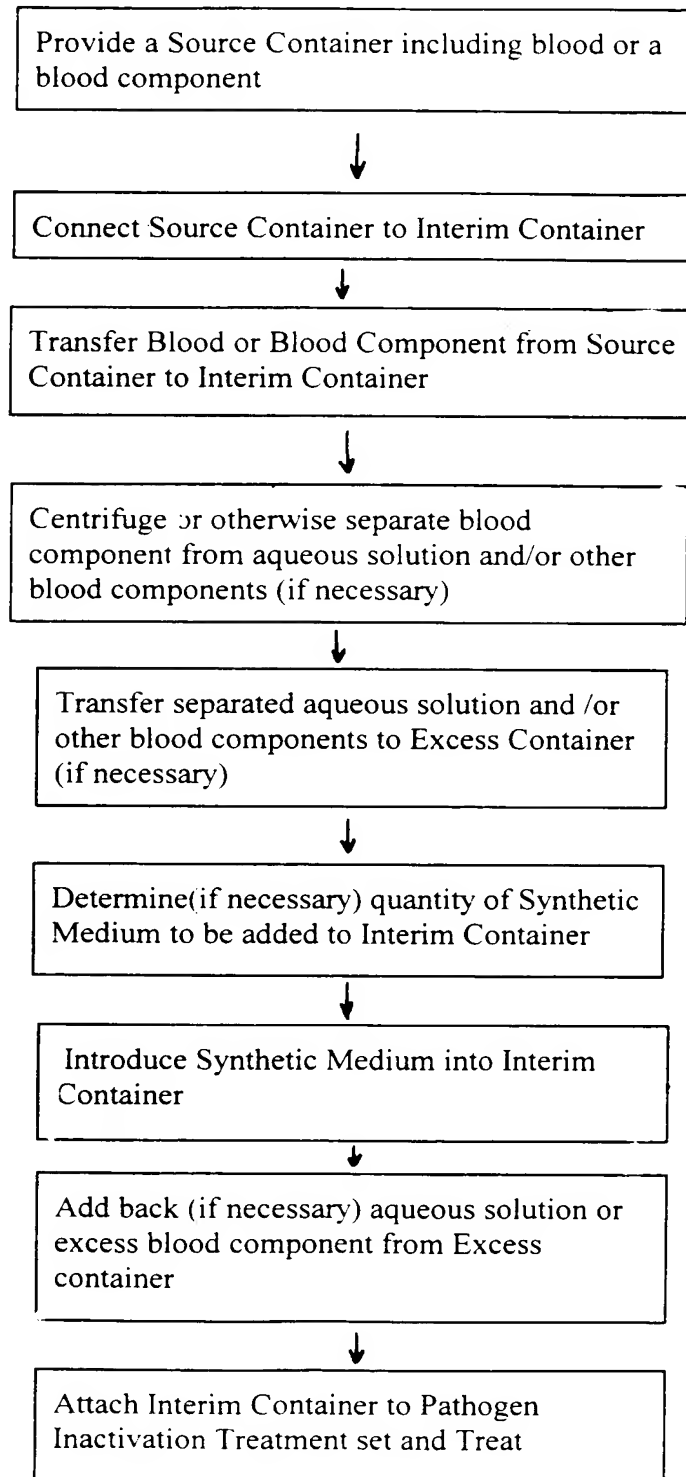 Provide a Source Container including blood or a
blood component
Connect Source Container to Interim Container
Transfer Blood or Blood Component from Source
Container to Interim Container
Centrifuge or otherwise separate blood
component from aqueous solution and/or other
blood components (if necessary)
Transfer separated aqueous solution and /or
other blood components to Excess Container
(if necessary)
Determine(if necessary) quantity of Synthetic
Medium to be added to Interim Container
Introduce Synthetic Medium into Interim
Container
Add back (if necessary) aqueous solution or
excess blood component from Excess
container
Attach Interim Container to Pathogen
Inactivation Treatment set and Treat